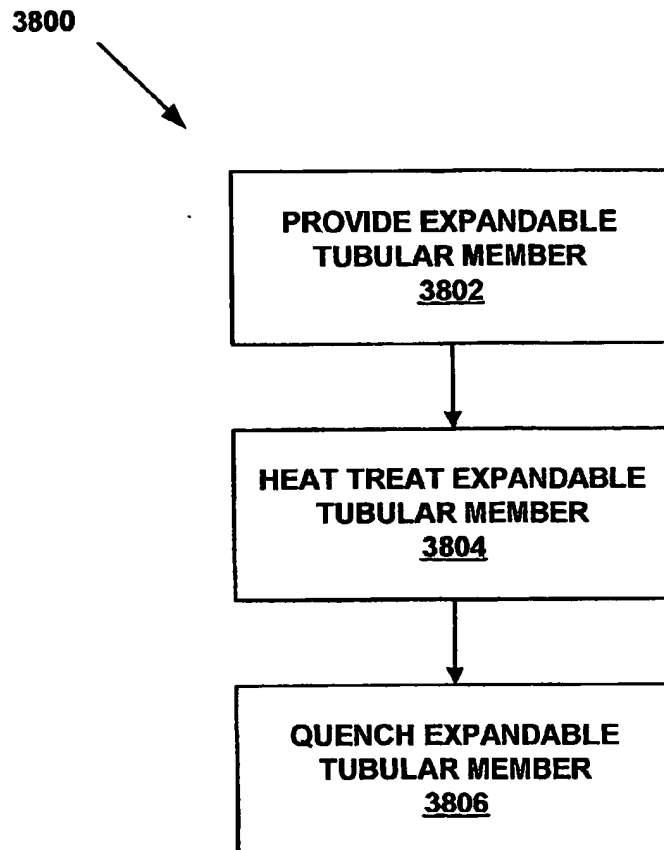 3800
PROVIDE EXPANDABLE
TUBULAR MEMBER
3802
HEAT TREAT EXPANDABLE
TUBULAR MEMBER
3804
QUENCH EXPANDABLE
TUBULAR MEMBER
3806